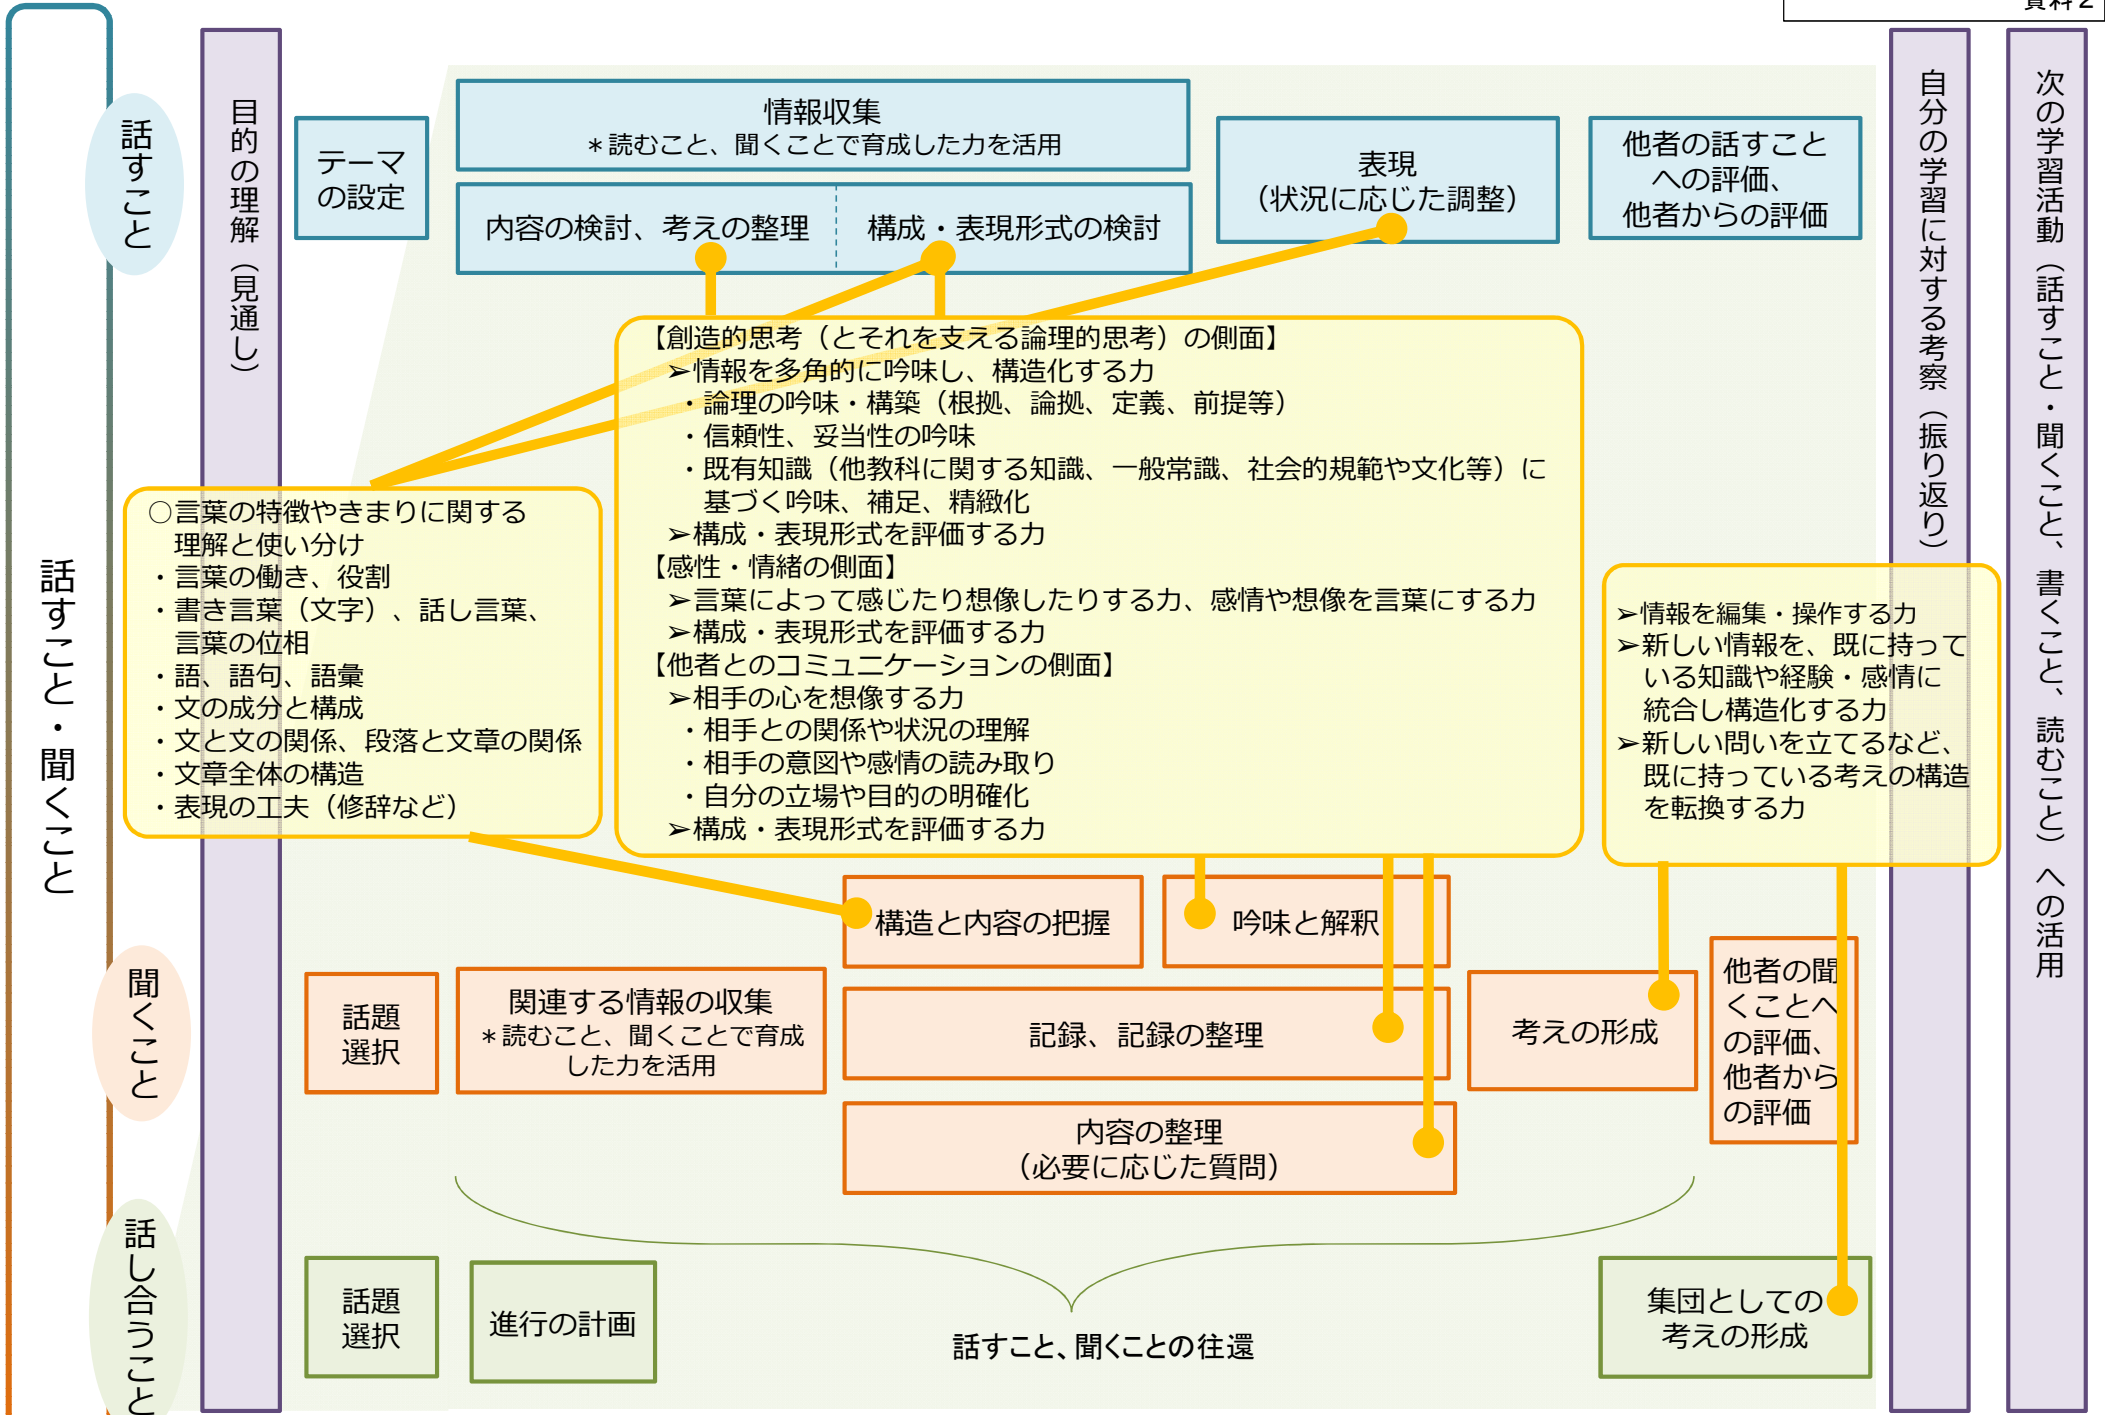 資料２
話すこと・聞くこと
話すこと
目的の理解（見通し）
テーマ
の設定
情報収集
＊読むこと、聞くことで育成した力を活用
内容の検討、考えの整理
構成・表現形式の検討
表現
（状況に応じた調整）
他者の話すこと
への評価、
他者からの評価
自分の学習に対する考察（振り返り）
次の学習活動（話すこと・聞くこと、書くこと、読むこと）への活用
○言葉の特徴やきまりに関する
理解と使い分け
・言葉の働き、役割
・書き言葉（文字）、話し言葉、
言葉の位相
・語、語句、語彙
・文の成分と構成
・文と文の関係、段落と文章の関係
・文章全体の構造
・表現の工夫（修辞など）
【創造的思考（とそれを支える論理的思考）の側面】
➢情報を多角的に吟味し、構造化する力
・論理の吟味・構築（根拠、論拠、定義、前提等）
・信頼性、妥当性の吟味
・既有知識（他教科に関する知識、一般常識、社会的規範や文化等）に
基づく吟味、補足、精緻化
➢構成・表現形式を評価する力
【感性・情緒の側面】
➢言葉によって感じたり想像したりする力、感情や想像を言葉にする力
➢構成・表現形式を評価する力
【他者とのコミュニケーションの側面】
➢相手の心を想像する力
・相手との関係や状況の理解
・相手の意図や感情の読み取り
・自分の立場や目的の明確化
➢構成・表現形式を評価する力
➢情報を編集・操作する力
➢新しい情報を、既に持って
いる知識や経験・感情に
統合し構造化する力
➢新しい問いを立てるなど、
既に持っている考えの構造
を転換する力
聞くこと
話題
選択
関連する情報の収集
＊読むこと、聞くことで育成
した力を活用
構造と内容の把握
吟味と解釈
記録、記録の整理
内容の整理
（必要に応じた質問）
考えの形成
他者の聞
くことへ
の評価、
他者から
の評価
話し合うこと
話題
選択
進行の計画
話すこと、聞くことの往還
集団としての
考えの形成